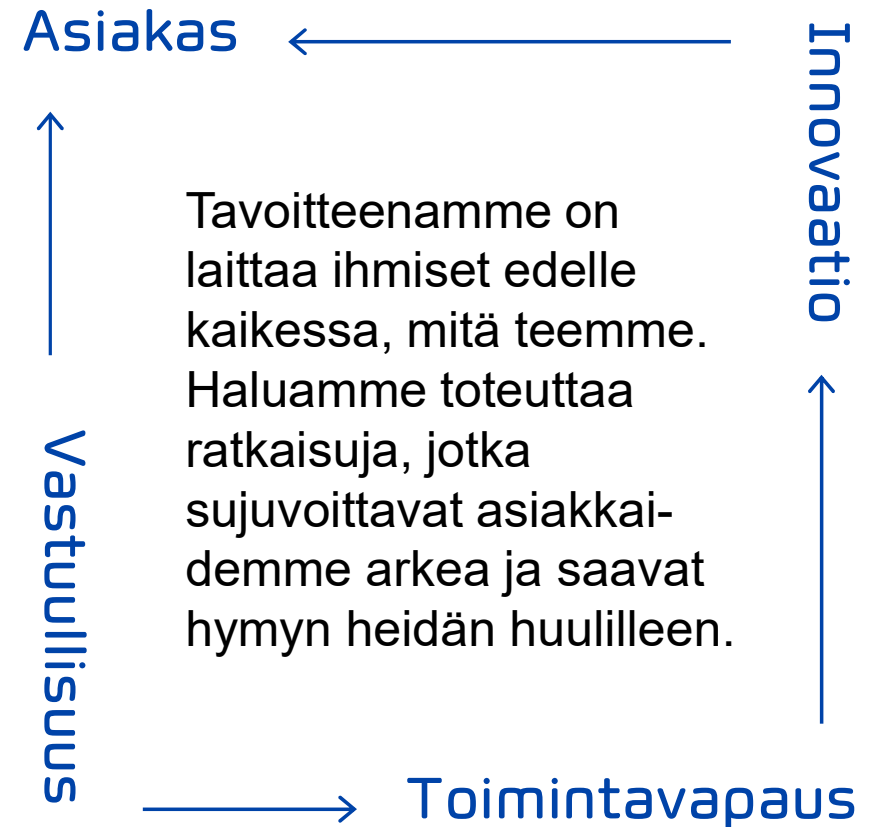 Asiakas
Innovaatio
Tavoitteenamme on
laittaa ihmiset edelle
kaikessa, mitä teemme.
Haluamme toteuttaa
ratkaisuja, jotka
sujuvoittavat asiakkai-
demme arkea ja saavat
hymyn heidän huulilleen.
Vastuullisuus
Toimintavapaus